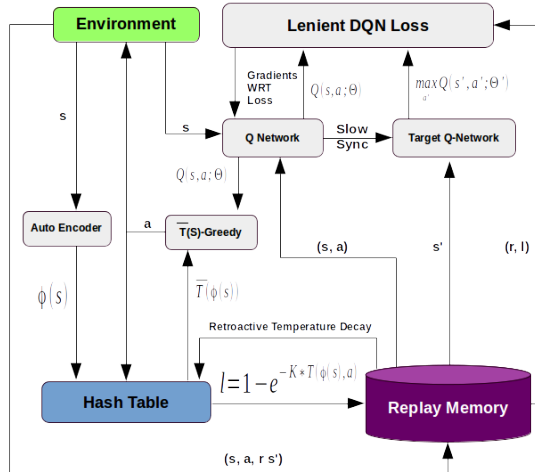 Environment
Lenient DQN Loss
Gradients
WRT
Loss
Q(s,a;Θ)
max Q(s',a';Θ')
a'
s
s
Q Network
Slow
Sync
Target Q-Network
Q(s,a;Θ)
Auto Encoder
a
T̅(S)-Greedy
(s, a)
s'
(r, l)
ϕ(s)
T̅(ϕ(s))
Retroactive Temperature Decay
l=1−e^{−K*T(ϕ(s),a)}
Hash Table
Replay Memory
(s, a, r s')